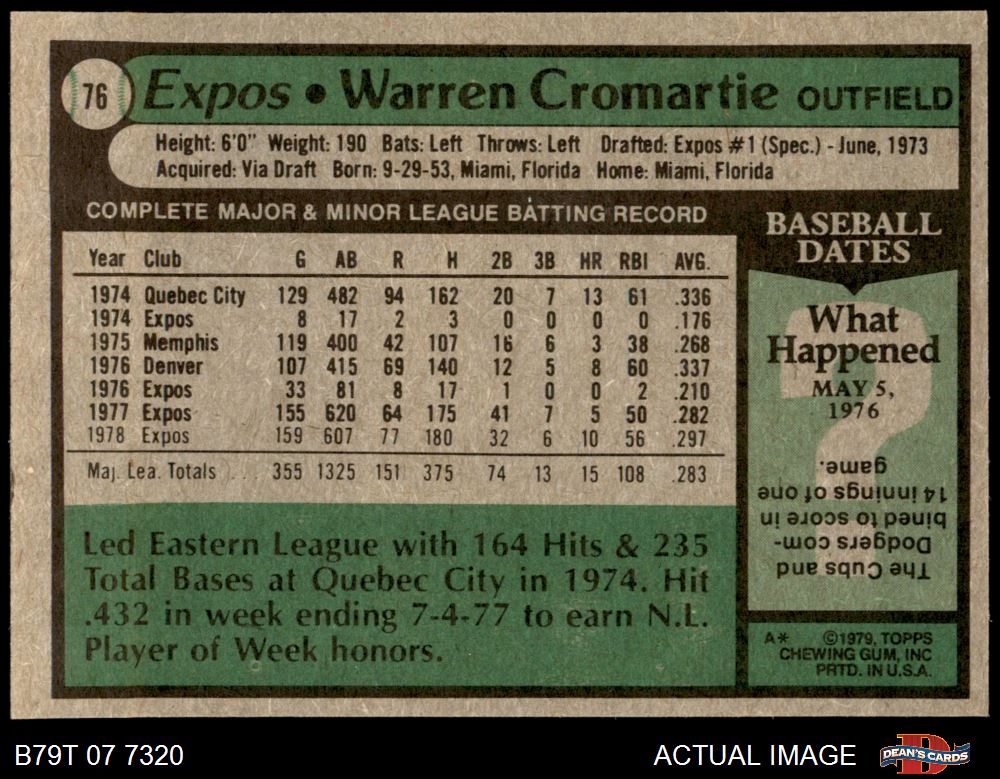 76
Expos • Warren Cromartie OUTFIELD
Height: 6'0" Weight: 190 Bats: Left Throws: Left Drafted: Expos #1 (Spec.) - June, 1973
Acquired: Via Draft Born: 9-29-53, Miami, Florida Home: Miami, Florida
COMPLETE MAJOR & MINOR LEAGUE BATTING RECORD
Year Club G AB R H 2B 3B HR RBI AVG.
1974 Quebec City 129 482 94 162 20 7 13 61 .336
1974 Expos 8 17 2 3 0 0 0 0 .176
1975 Memphis 119 400 42 107 16 6 3 38 .268
1976 Denver 107 415 69 140 12 5 8 60 .337
1976 Expos 33 81 8 17 1 0 0 2 .210
1977 Expos 155 620 64 175 41 7 5 50 .282
1978 Expos 159 607 77 180 32 6 10 56 .297
Maj. Lea. Totals . . . 355 1325 151 375 74 13 15 108 .283
Led Eastern League with 164 Hits & 235
Total Bases at Quebec City in 1974. Hit
.432 in week ending 7-4-77 to earn N.L.
Player of Week honors.
BASEBALL
DATES
What
Happened
MAY 5,
1976
?
The Cubs and
Dodgers com-
bined to score in
14 innings of one
game.
A* ©1979, TOPPS
CHEWING GUM, INC
PRTD. IN U.S.A.
B79T 07 7320
ACTUAL IMAGE
D
DEAN'S CARDS